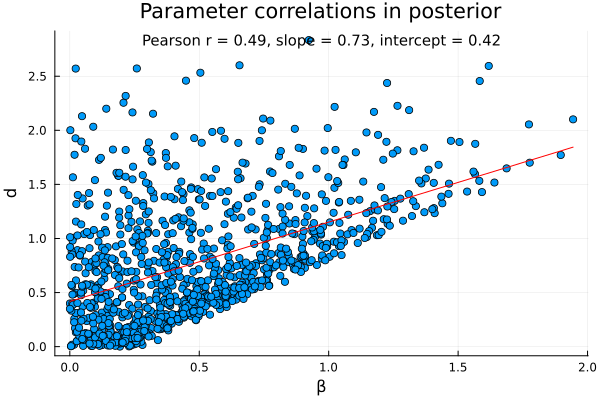 Parameter correlations in posterior
Pearson r = 0.49, slope = 0.73, intercept = 0.42
2.5
2.0
1.5
1.0
0.5
0.0
d
0.0 0.5 1.0 1.5 2.0
β